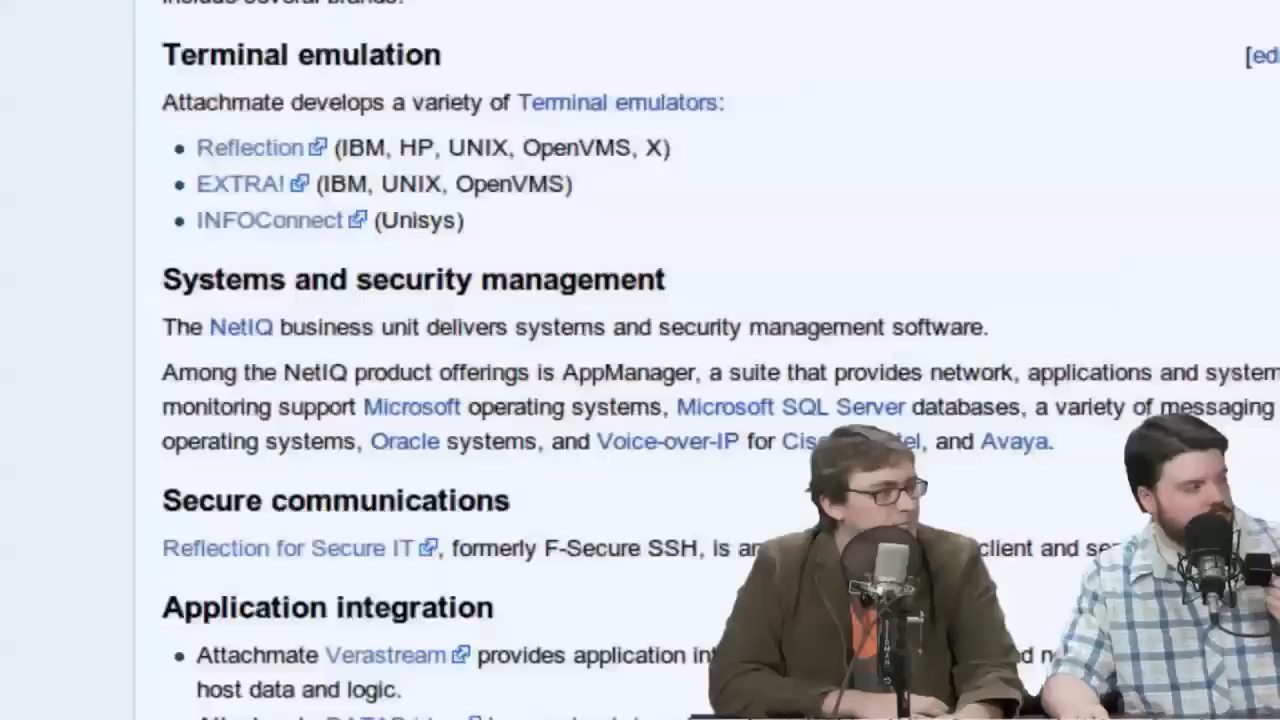 include several brands.
Terminal emulation
[ed
Attachmate develops a variety of Terminal emulators:
Reflection (IBM, HP, UNIX, OpenVMS, X)
EXTRA! (IBM, UNIX, OpenVMS)
INFOConnect (Unisys)
Systems and security management
The NetIQ business unit delivers systems and security management software.
Among the NetIQ product offerings is AppManager, a suite that provides network, applications and system
monitoring support Microsoft operating systems, Microsoft SQL Server databases, a variety of messaging
operating systems, Oracle systems, and Voice-over-IP for and Avaya.
Secure communications
Reflection for Secure IT, formerly F-Secure SSH, is client and
Application integration
Attachmate Verastream provides application
host data and logic.